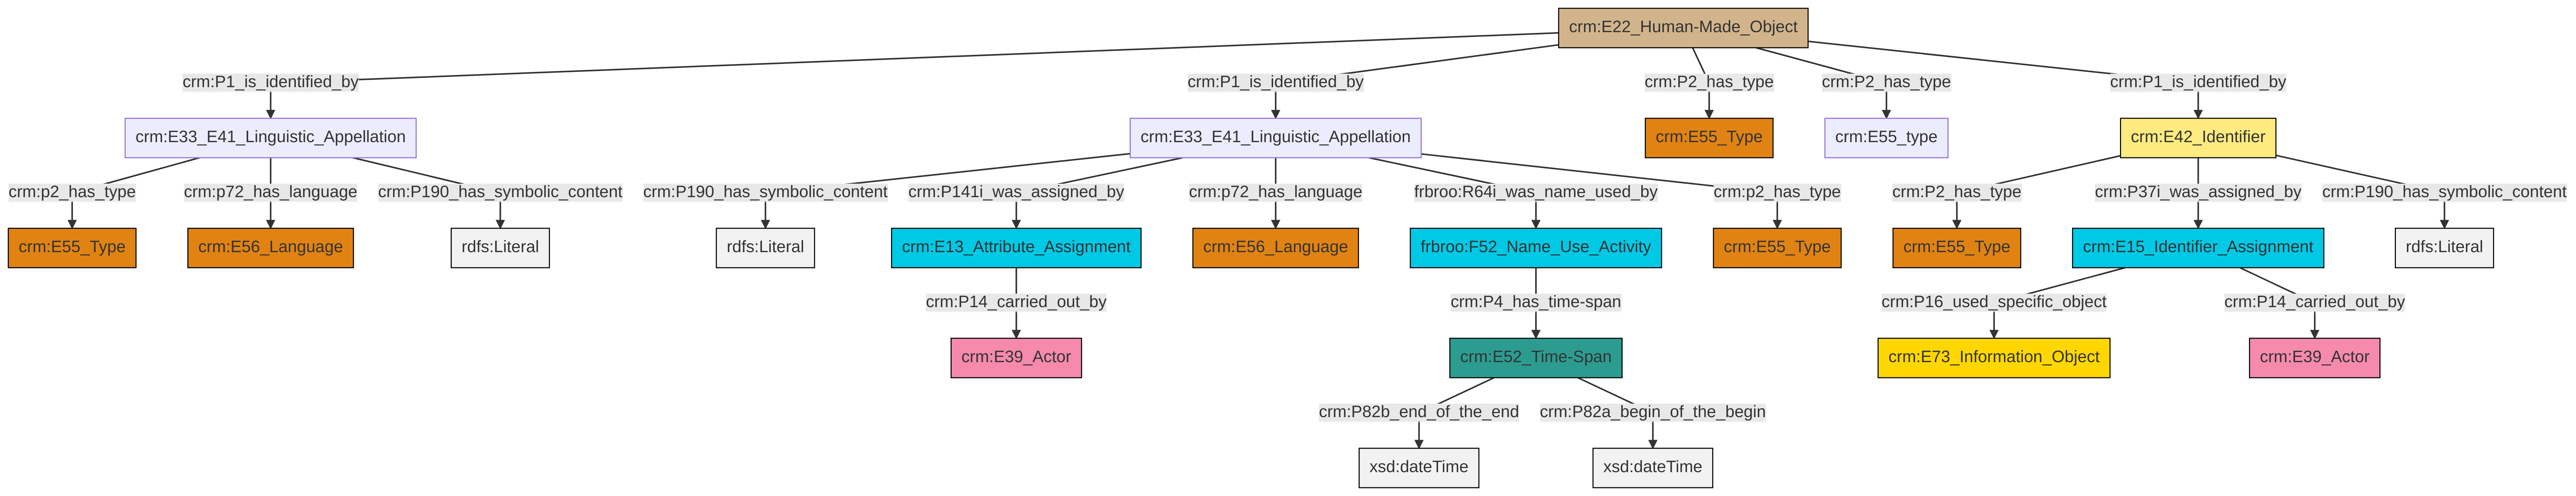 crm:E22_Human-Made_Object
crm:P1_is_identified_by
crm:P1_is_identified_by
crm:P2_has_type
crm:P2_has_type
crm:P1_is_identified_by
crm:E33_E41_Linguistic_Appellation
crm:E33_E41_Linguistic_Appellation
crm:E55_Type
crm:E55_type
crm:E42_Identifier
crm:p2_has_type
crm:p72_has_language
crm:P190_has_symbolic_content
crm:P190_has_symbolic_content
crm:P141i_was_assigned_by
crm:p72_has_language
frbroo:R64i_was_name_used_by
crm:p2_has_type
crm:P2_has_type
crm:P37i_was_assigned_by
crm:P190_has_symbolic_content
crm:E55_Type
crm:E56_Language
rdfs:Literal
rdfs:Literal
crm:E13_Attribute_Assignment
crm:E56_Language
frbroo:F52_Name_Use_Activity
crm:E55_Type
crm:E55_Type
crm:E15_Identifier_Assignment
rdfs:Literal
crm:P14_carried_out_by
crm:P4_has_time-span
crm:P16_used_specific_object
crm:P14_carried_out_by
crm:E39_Actor
crm:E52_Time-Span
crm:E73_Information_Object
crm:E39_Actor
crm:P82b_end_of_the_end
crm:P82a_begin_of_the_begin
xsd:dateTime
xsd:dateTime